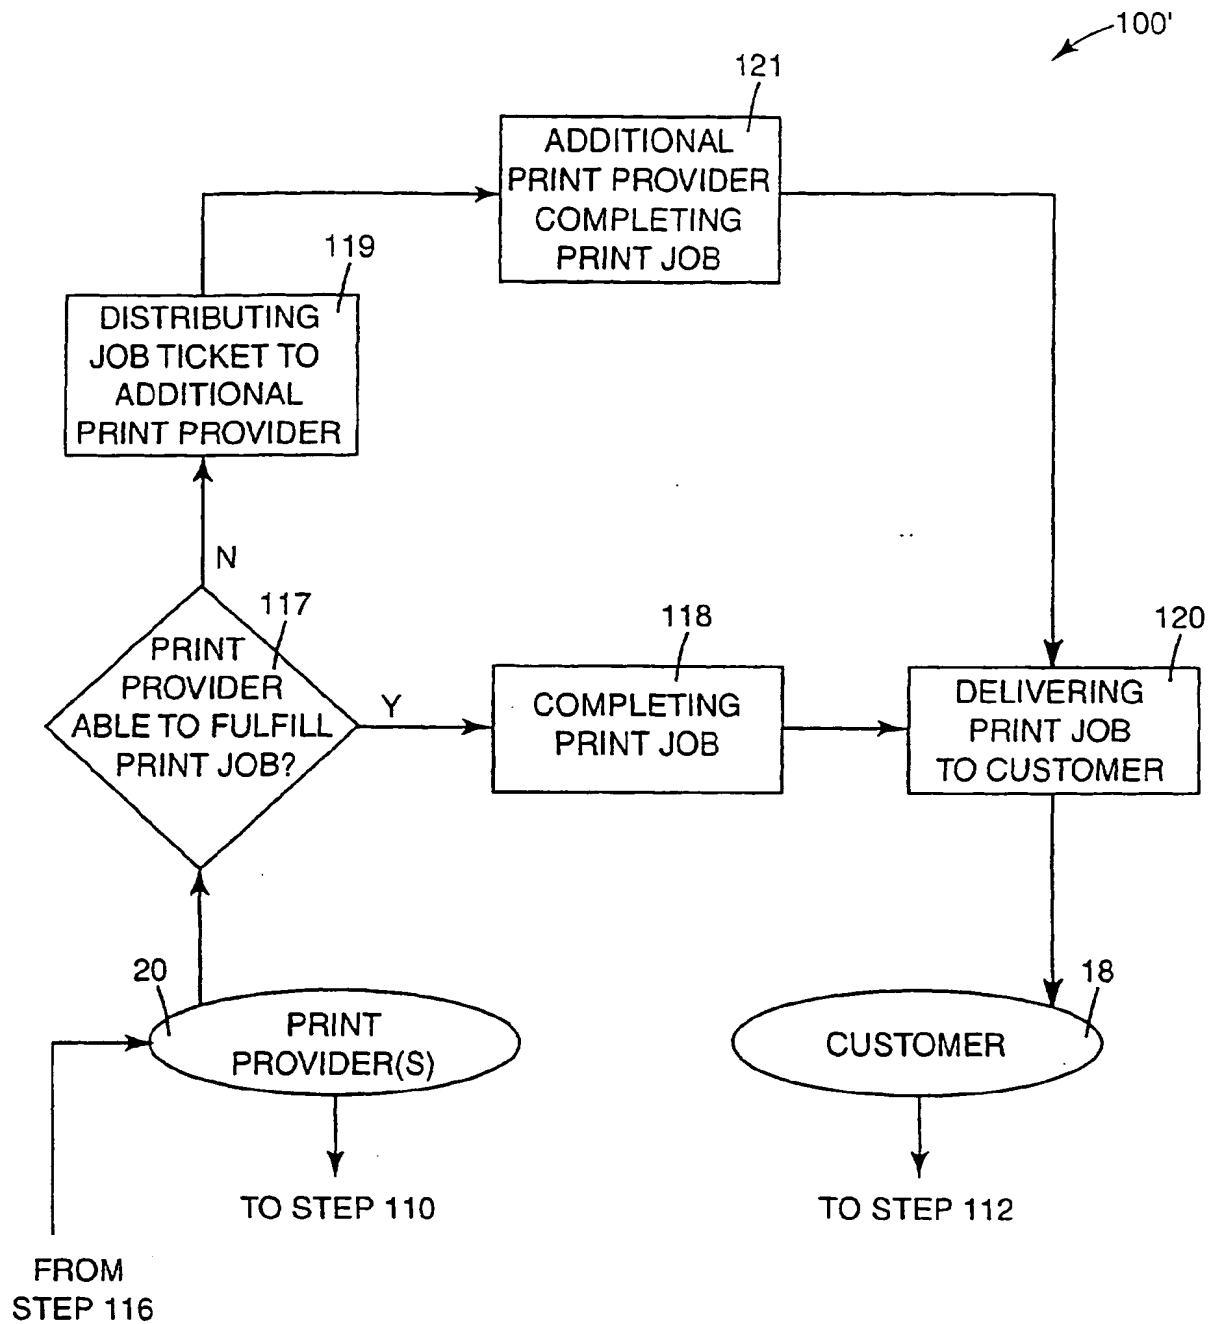 100'
121
ADDITIONAL
PRINT PROVIDER
COMPLETING
PRINT JOB
119
DISTRIBUTING
JOB TICKET TO
ADDITIONAL
PRINT PROVIDER
N
117
PRINT
PROVIDER
ABLE TO FULFILL
PRINT JOB?
Y
118
COMPLETING
PRINT JOB
120
DELIVERING
PRINT JOB
TO CUSTOMER
20
PRINT
PROVIDER(S)
18
CUSTOMER
TO STEP 110
TO STEP 112
FROM
STEP 116